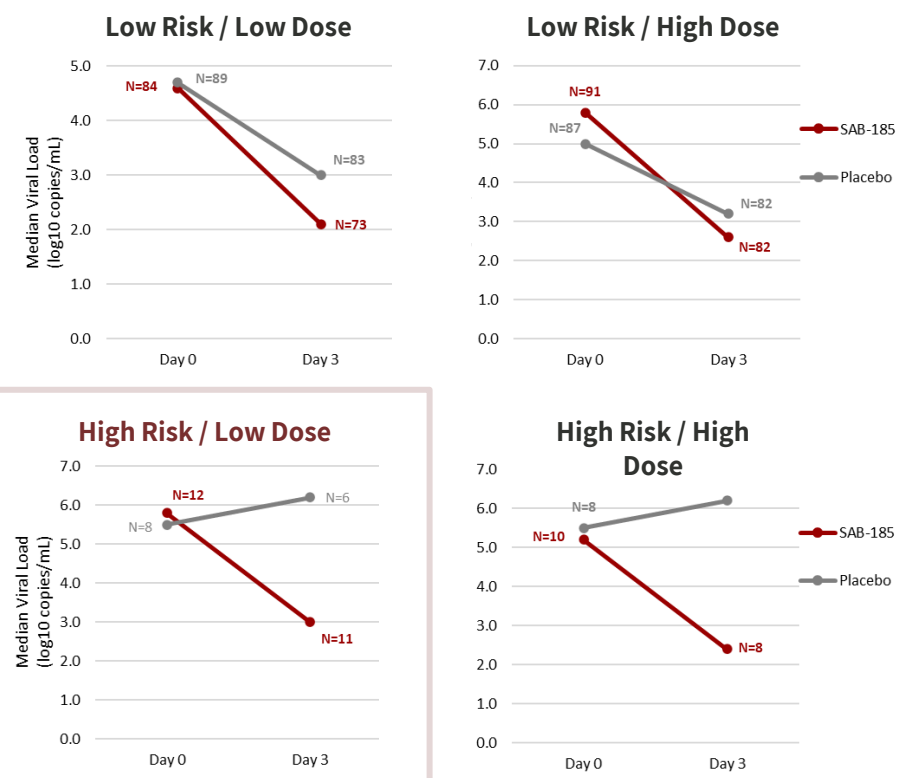 Low Risk / Low Dose
5.0
4.0
3.0
2.0
1.0
0.0
Median Viral Load
(log10 copies/mL)
N=84
N=89
N=83
N=73
Day 0
Day 3
Low Risk / High Dose
7.0
6.0
5.0
4.0
3.0
2.0
1.0
0.0
N=91
N=87
N=82
N=82
Day 0
Day 3
SAB-185
Placebo
High Risk / Low Dose
7.0
6.0
5.0
4.0
3.0
2.0
1.0
0.0
Median Viral Load
(log10 copies/mL)
N=12
N=8
N=6
N=11
Day 0
Day 3
High Risk / High
Dose
7.0
6.0
5.0
4.0
3.0
2.0
1.0
0.0
N=8
N=10
N=8
Day 0
Day 3
SAB-185
Placebo